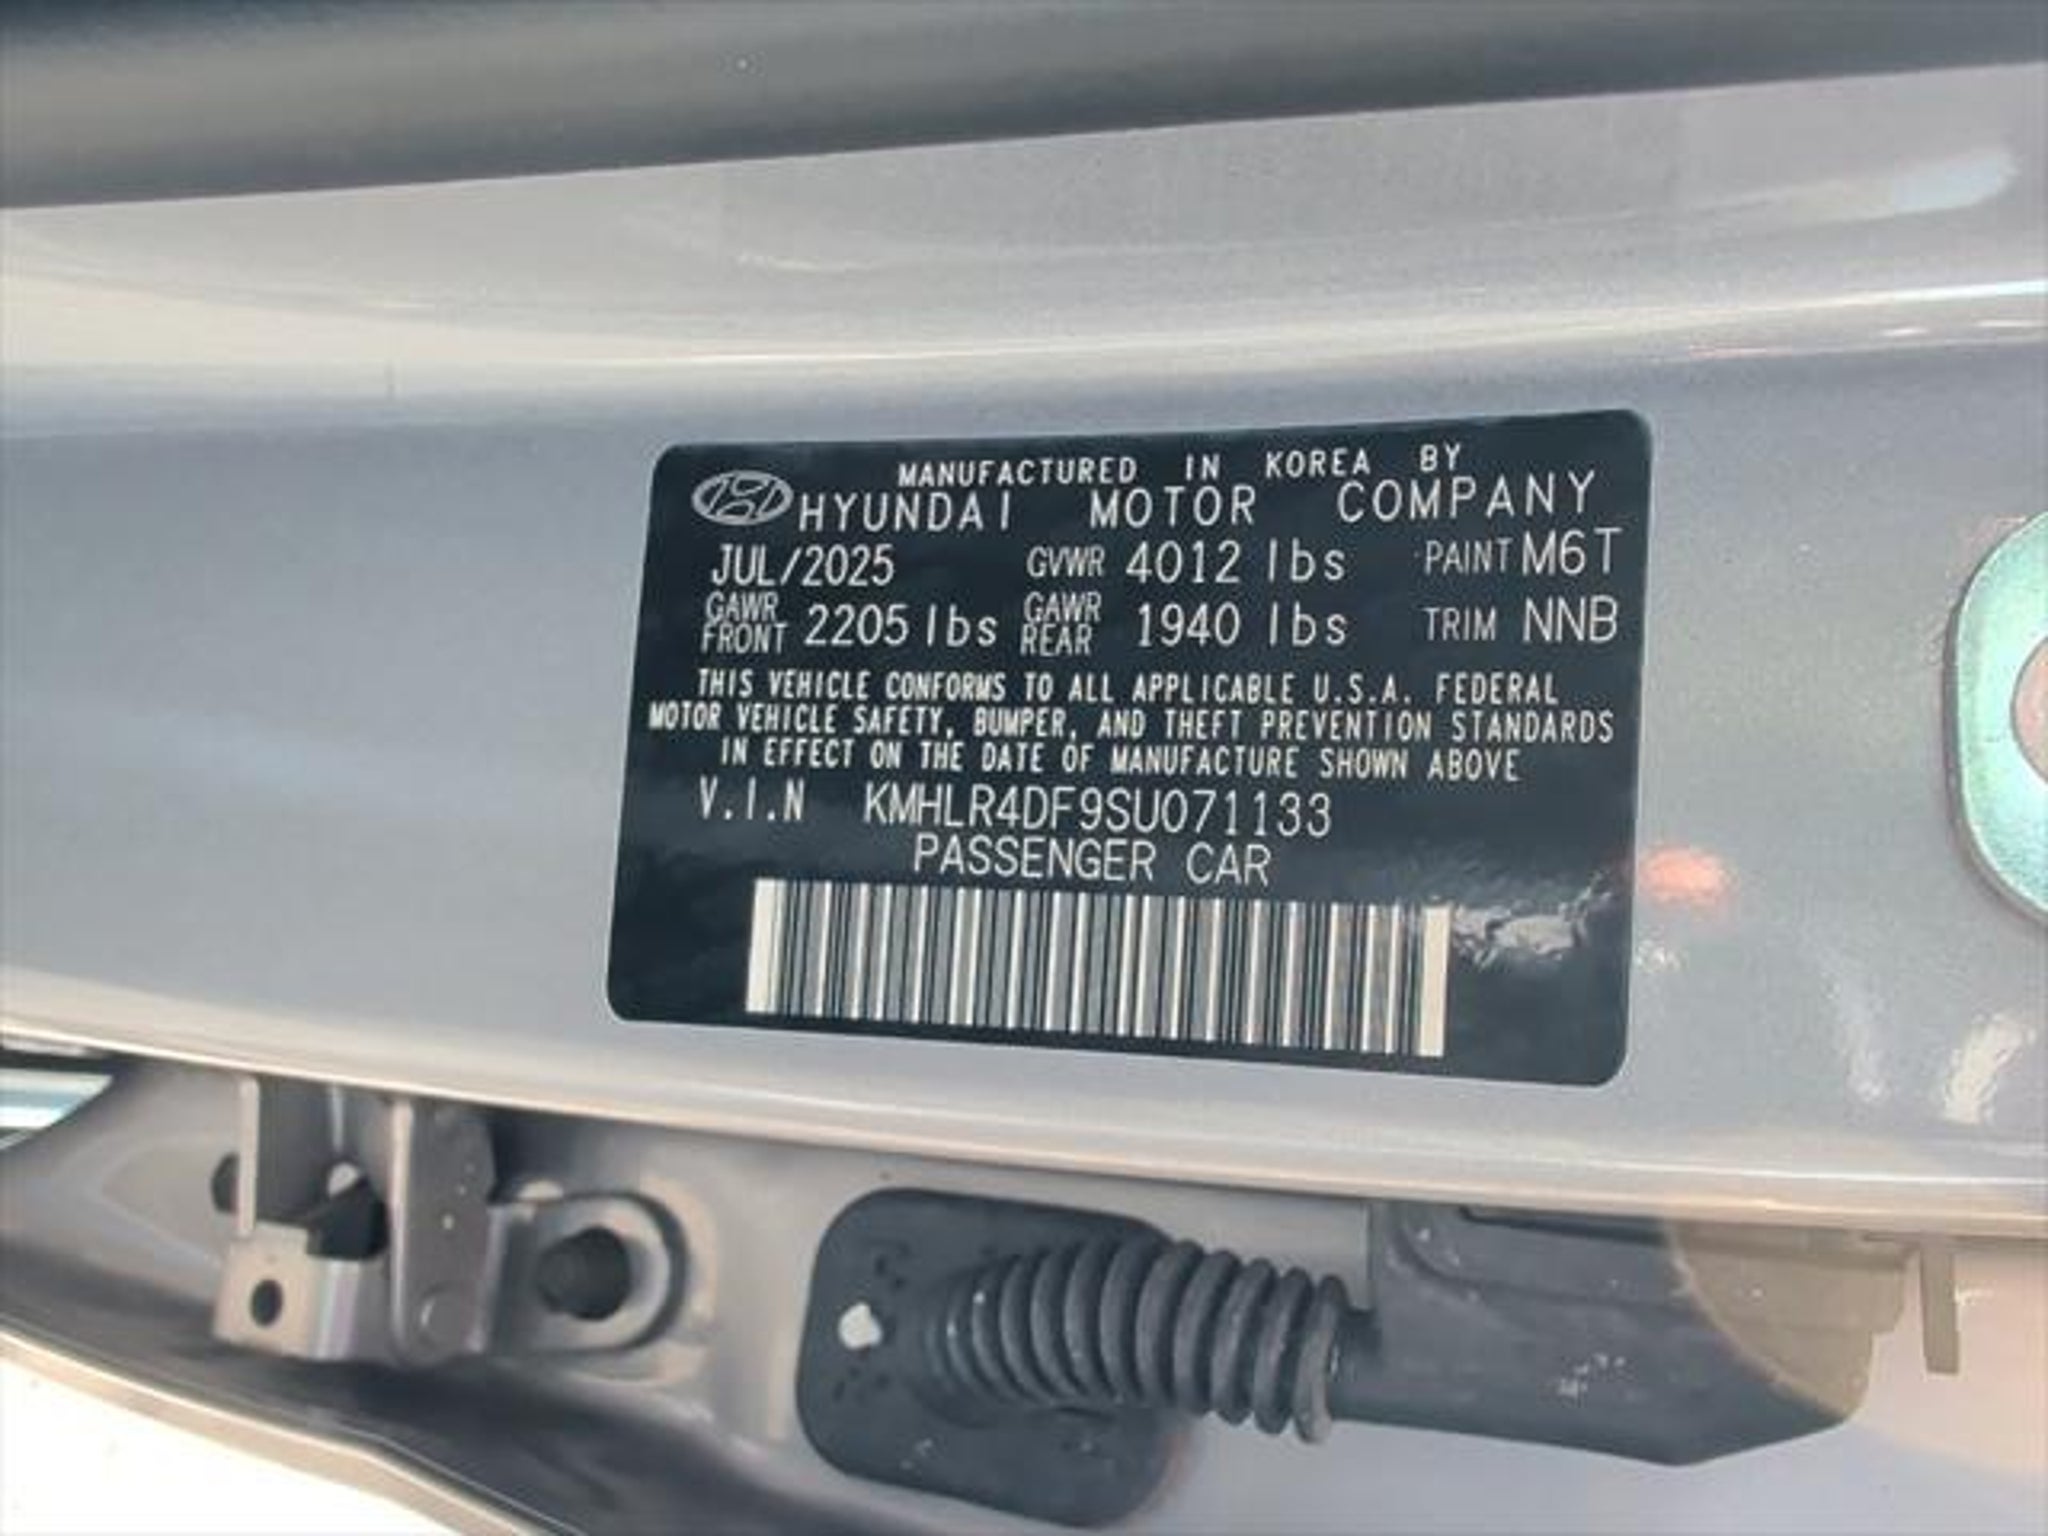 MANUFACTURED IN KOREA BY
HYUNDAI MOTOR COMPANY
JUL/2025 GVWR 4012 lbs PAINT M6T
GAWR FRONT 2205 lbs GAWR REAR 1940 lbs TRIM NNB
THIS VEHICLE CONFORMS TO ALL APPLICABLE U.S.A. FEDERAL
MOTOR VEHICLE SAFETY, BUMPER, AND THEFT PREVENTION STANDARDS
IN EFFECT ON THE DATE OF MANUFACTURE SHOWN ABOVE
V.I.N KMHLR4DF9SU071133
PASSENGER CAR